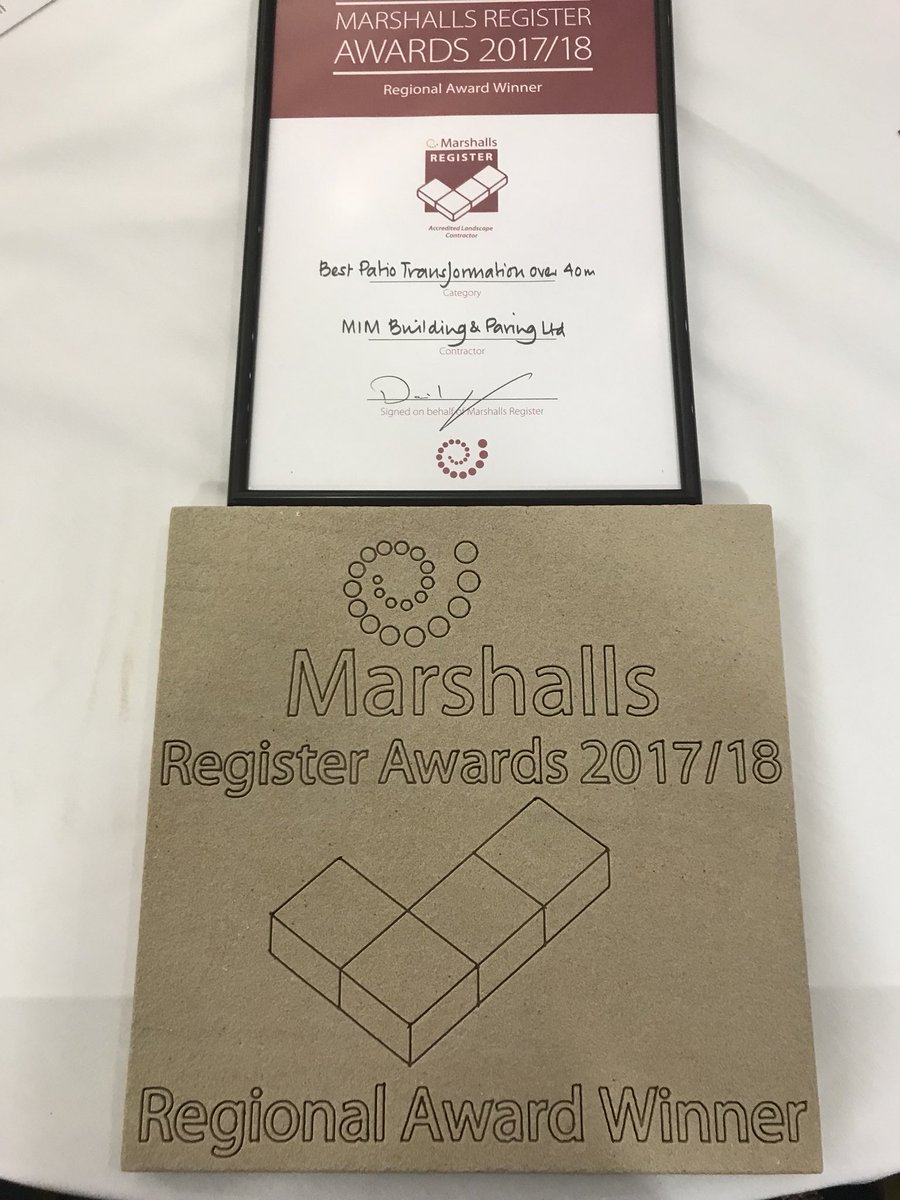 MARSHALLS REGISTER
AWARDS 2017/18
Regional Award Winner
Marshalls
REGISTER
Accredited Landscape
Contractor
Best Patio Transformation over 40m
Category
MIM Building & Paving Ltd
Contractor
Signed on behalf of Marshalls Register
Marshalls
Register Awards 2017/18
Regional Award Winner